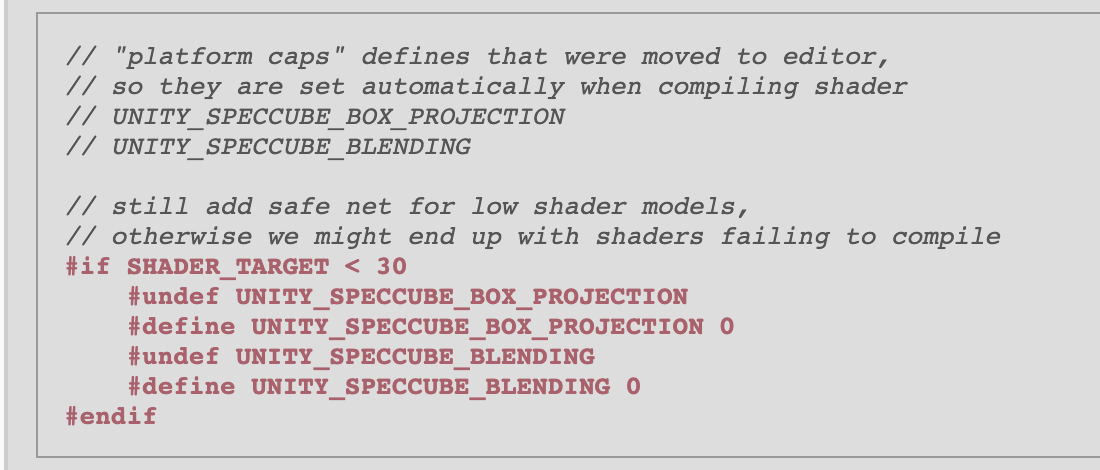 // "platform caps" defines that were moved to editor,
// so they are set automatically when compiling shader
// UNITY_SPECCUBE_BOX_PROJECTION
// UNITY_SPECCUBE_BLENDING

// still add safe net for low shader models,
// otherwise we might end up with shaders failing to compile
#if SHADER_TARGET < 30
    #undef UNITY_SPECCUBE_BOX_PROJECTION
    #define UNITY_SPECCUBE_BOX_PROJECTION 0
    #undef UNITY_SPECCUBE_BLENDING
    #define UNITY_SPECCUBE_BLENDING 0
#endif